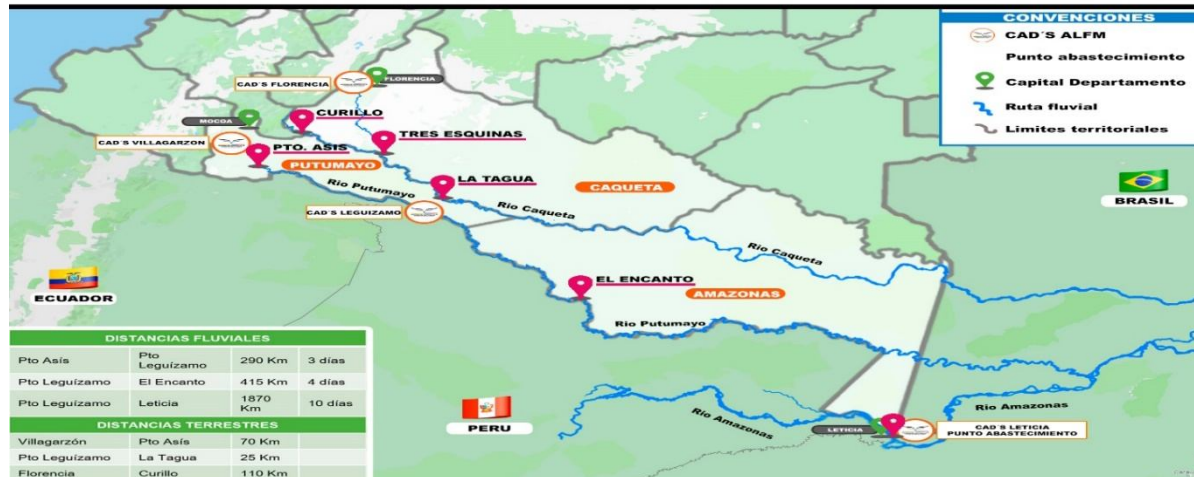 CONVENCIONES
CAD´S ALFM
Punto abastecimiento
Capital Departamento
Ruta fluvial
Limites territoriales
CAD´S FLORENCIA
FLORENCIA
CURILLO
MOCOA
TRES ESQUINAS
CAD´S VILLAGARZON
PTO. ASIS
PUTUMAYO
LA TAGUA
CAQUETA
BRASIL
Rio Putumayo
CAD´S LEGUIZAMO
Rio Caqueta
Rio Caqueta
EL ENCANTO
AMAZONAS
ECUADOR
Rio Putumayo
DISTANCIAS FLUVIALES
Pto Asís Pto Leguízamo 290 Km 3 días
Pto Leguízamo El Encanto 415 Km 4 días
Pto Leguízamo Leticia 1870 Km 10 días
DISTANCIAS TERRESTRES
Villagarzón Pto Asís 70 Km
Pto Leguízamo La Tagua 25 Km
Florencia Curillo 110 Km
PERU
Rio Amazonas
Rio Amazonas
LETICIA
CAD´S LETICIA
PUNTO ABASTECIMIENTO